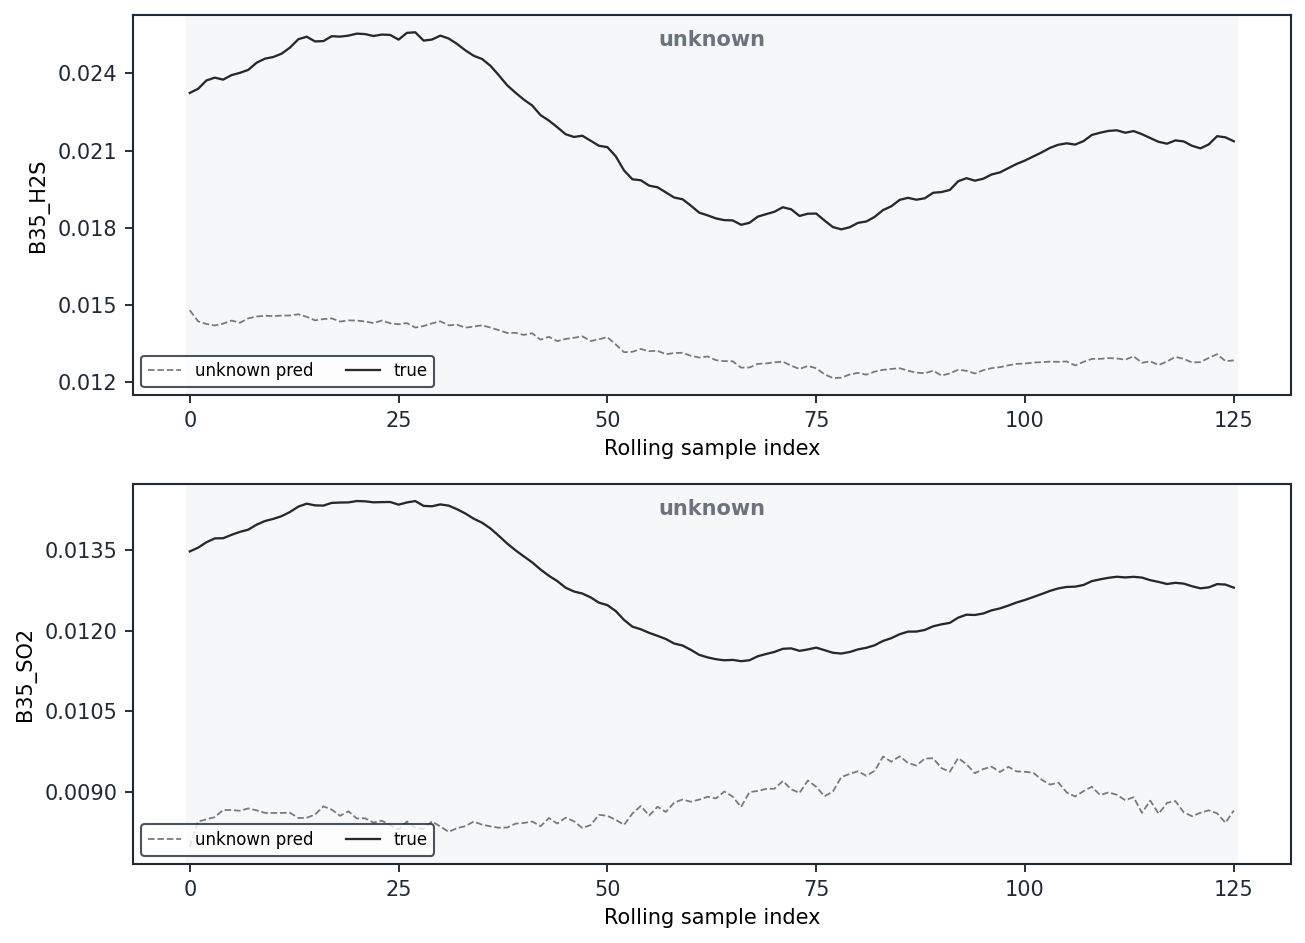 unknown
0.024
0.021
0.018
0.015
0.012
B35_H2S
unknown pred true
0 25 50 75 100 125
Rolling sample index
unknown
0.0135
0.0120
0.0105
0.0090
B35_SO2
unknown pred true
0 25 50 75 100 125
Rolling sample index